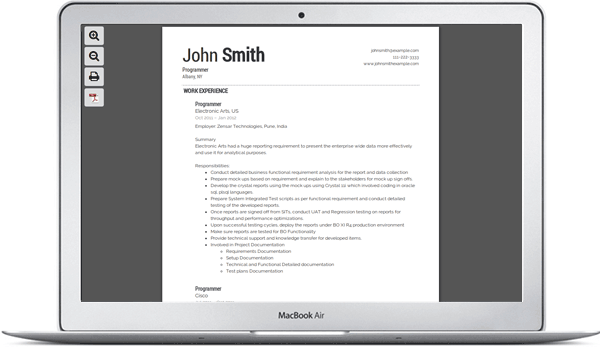 John Smith
Programmer
Albany, NY
johnsmith@example.com
111-222-3333
www.johnsmithexample.com
WORK EXPERIENCE
Programmer
Electronic Arts, US
Oct 2011 - Jan 2012
Employer Zensar Technologies, Pune India
Summary
Electronic Arts had a huge reporting requirement to present the enterprise wide data more effectively
and use it for analytical purposes.
Responsibilities:
• Conduct detailed business functional requirement analysis for the report and data collection
• Prepare mock ups based on requirement and explain to the stakeholders for mock up sign offs
• Develop the crystal reports using the mock ups using Crystal 11r which involved coding in oracle
sql, plsql languages.
• Prepare System Integrated Test scripts as per functional requirement and conduct detailed
testing of the developed reports.
• Once reports are signed off from SITs, conduct UAT and Regression testing on reports for
throughput and performance optimizations.
• Upon successful testing cycles, deploy the reports under BO XI R4 production environment
• Make sure reports are tested for BO Functionality
• Provide technical support and knowledge transfer for developed items.
• Involved in Project Documentation
◦ Requirements Documentation
◦ Setup Documentation
◦ Technical and Functional Detailed documentation
◦ Test plans Documentation
Programmer
Cisco
MacBook Air